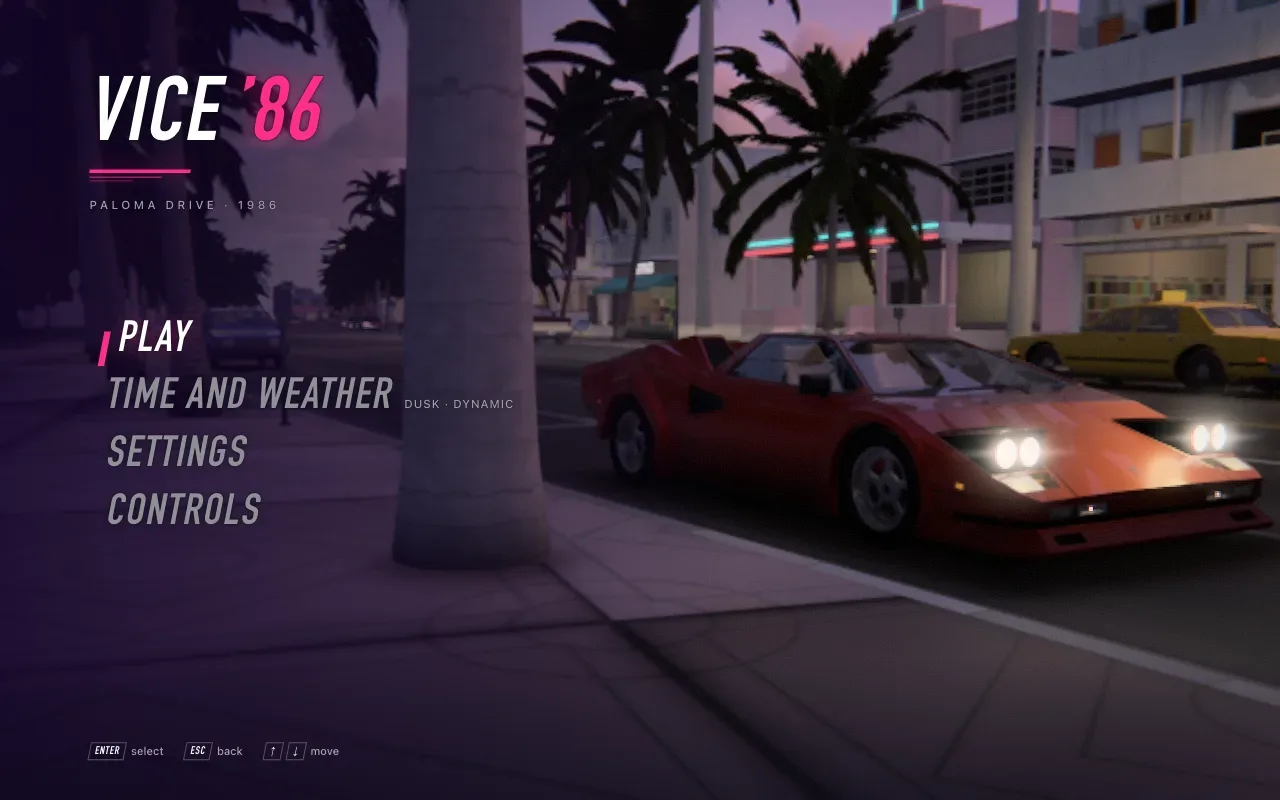 VICE '86
PALOMA DRIVE · 1986
PLAY
TIME AND WEATHER DUSK · DYNAMIC
SETTINGS
CONTROLS
ENTER select ESC back ↑ ↓ move